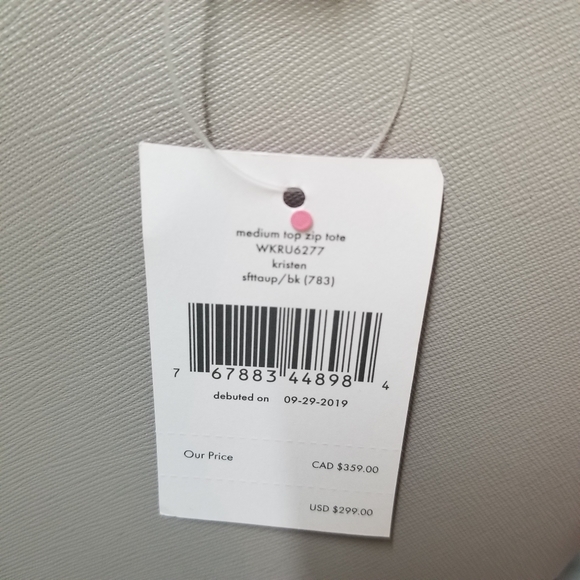 medium top zip tote
WKRU6277
kristen
sfttaup/bk (783)
7 67883 44898 4
debuted on 09-29-2019
Our Price CAD $359.00
USD $299.00